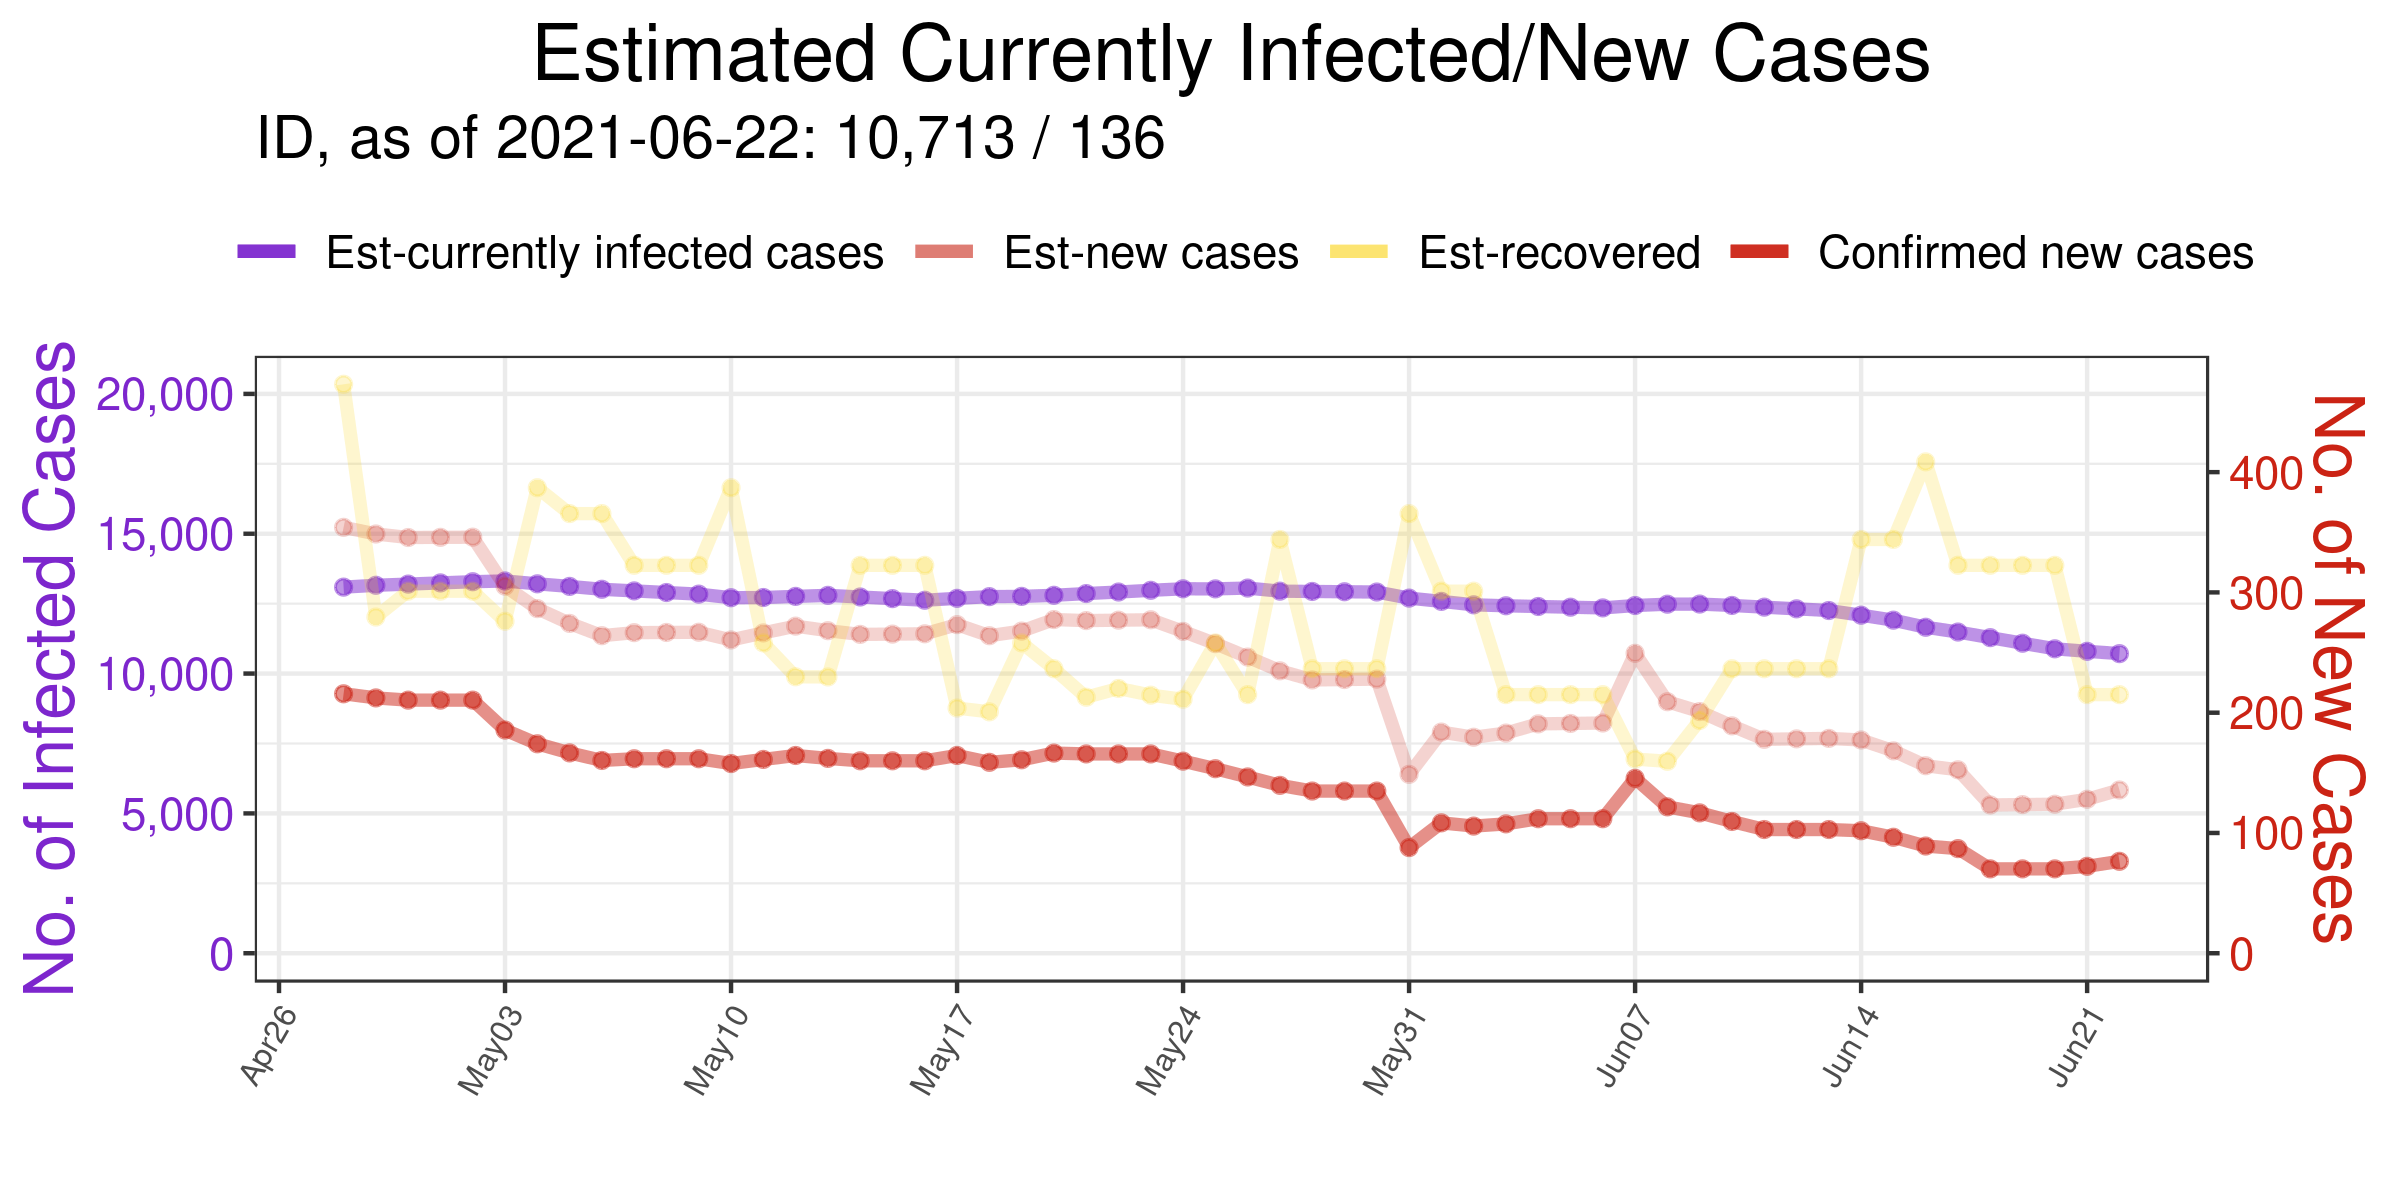 Estimated Currently Infected/New Cases
ID, as of 2021-06-22: 10,713 / 136
Est-currently infected cases Est-new cases Est-recovered Confirmed new cases
No. of Infected Cases
20,000
15,000
10,000
5,000
0
400
300
200
100
0
No. of New Cases
Apr26 May03 May10 May17 May24 May31 Jun07 Jun14 Jun21